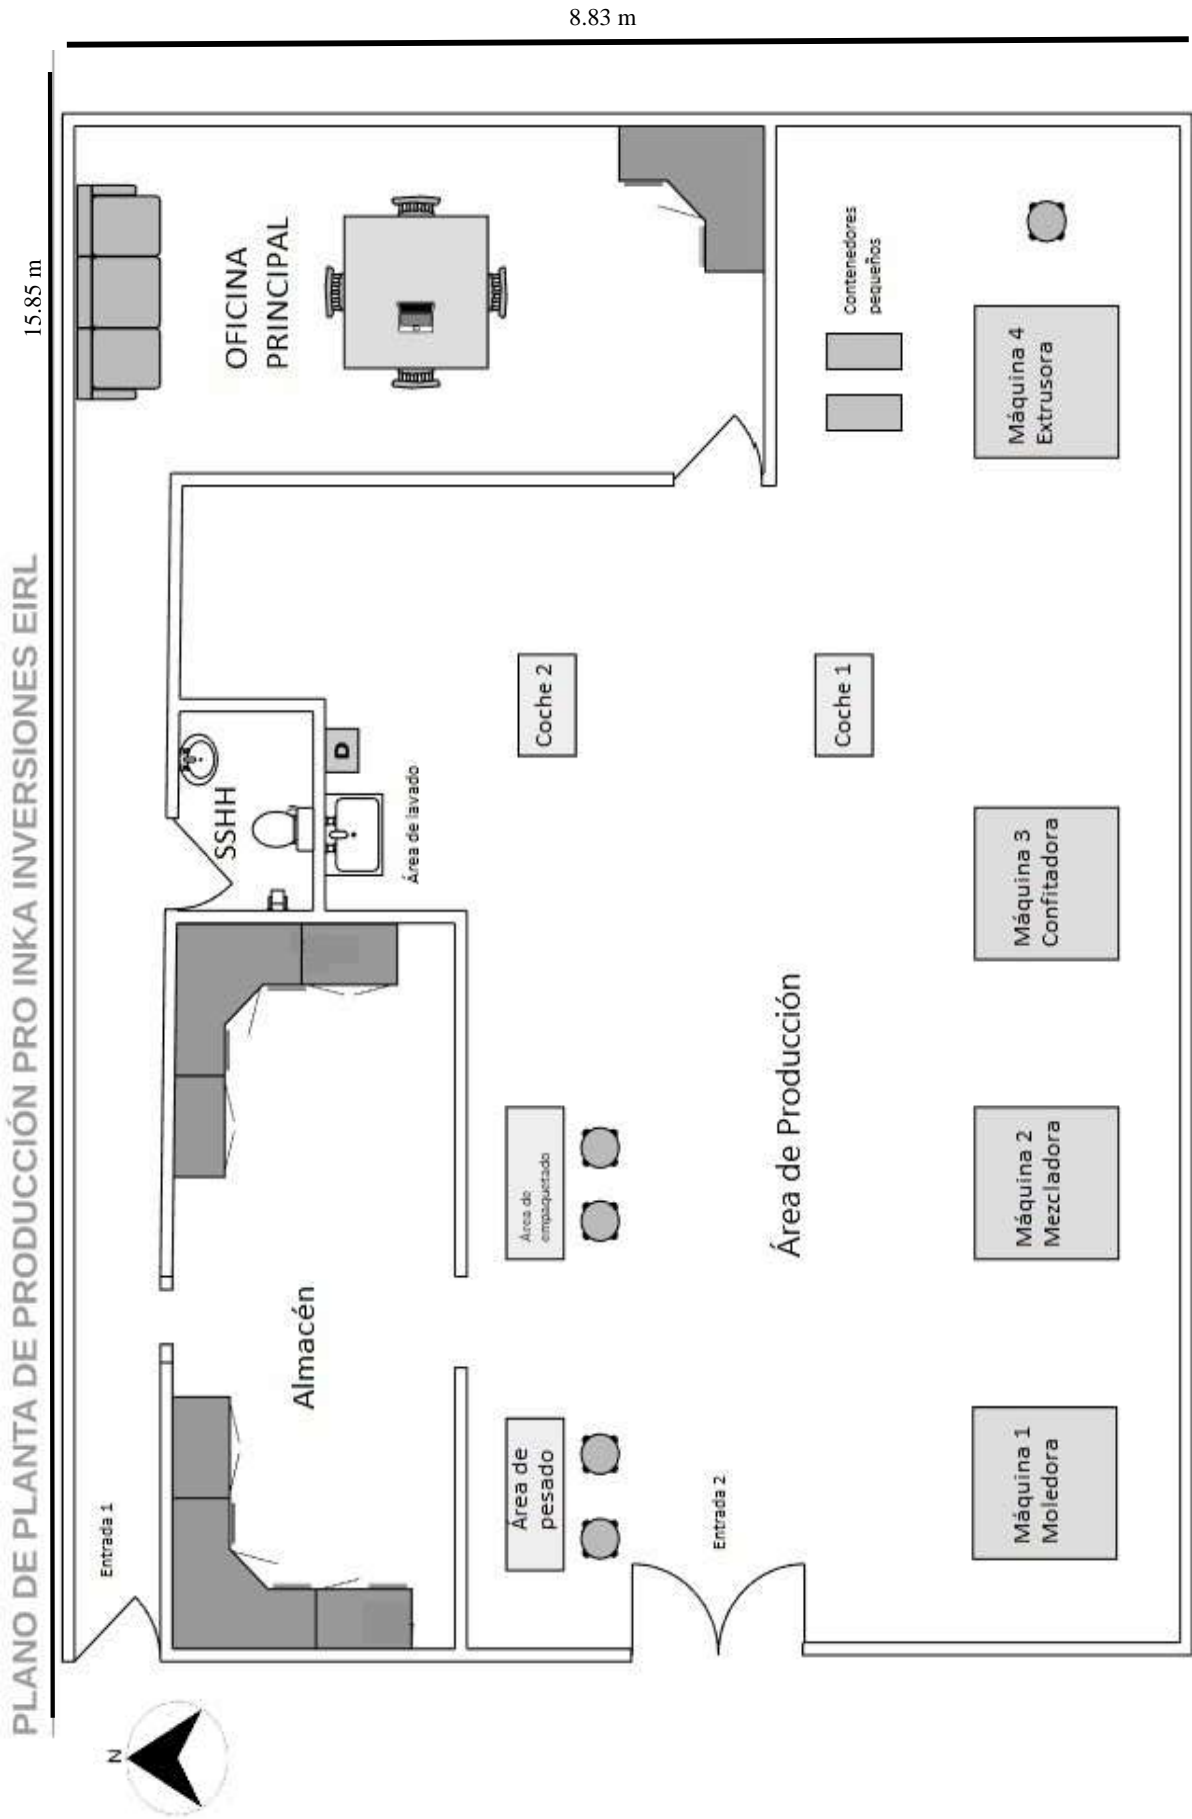 8.83 m
15.85 m
PLANO DE PLANTA DE PRODUCCIÓN PRO INKA INVERSIONES EIRL
OFICINA
PRINCIPAL
contenedores
pequeños
Máquina 4
Extrusora
Coche 2
Coche 1
SSHH
D
Área de lavado
Máquina 3
Confitadora
Área de Producción
Área de
empaquetado
Máquina 2
Mezcladora
Almacén
Área de
pesado
Entrada 1
Entrada 2
Máquina 1
Moledora
N